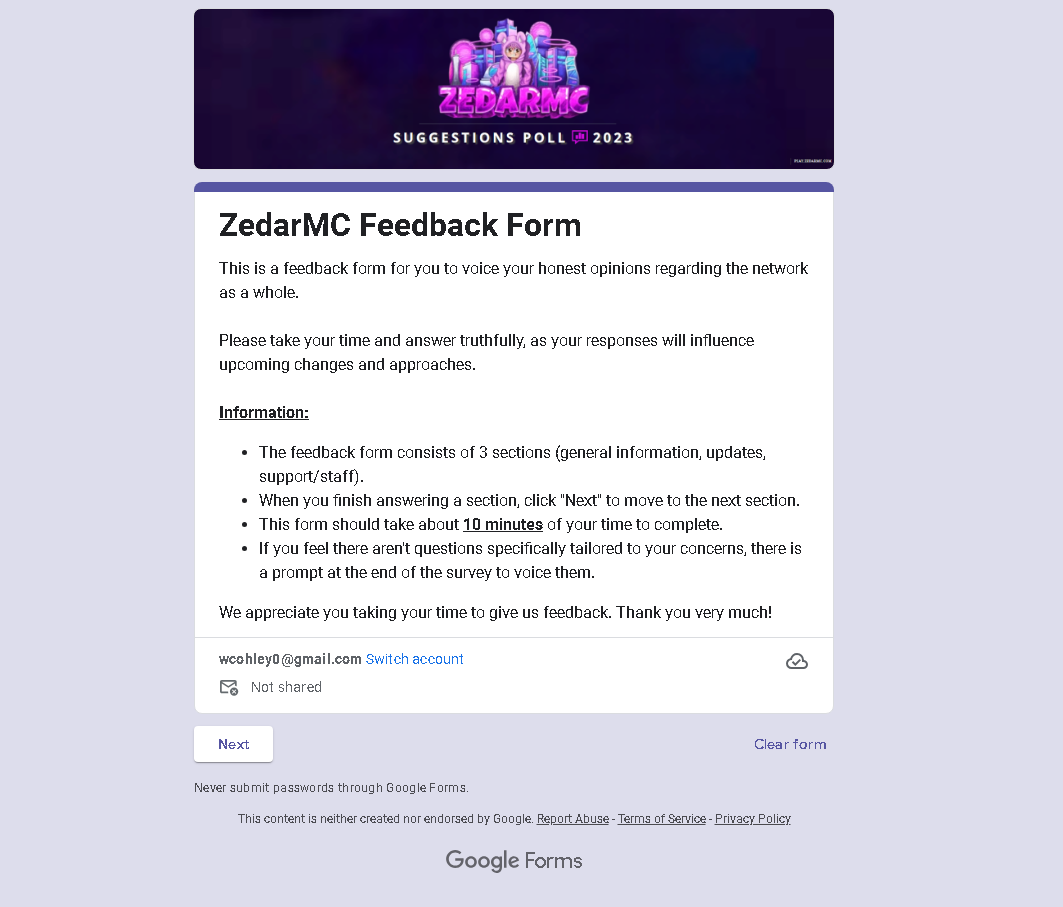 ZEDARMC
SUGGESTIONS POLL 2023
PLAY.ZEDARMC.COM
ZedarMC Feedback Form
This is a feedback form for you to voice your honest opinions regarding the network
as a whole.
Please take your time and answer truthfully, as your responses will influence
upcoming changes and approaches.
Information:
• The feedback form consists of 3 sections (general information, updates,
support/staff).
• When you finish answering a section, click "Next" to move to the next section.
• This form should take about 10 minutes of your time to complete.
• If you feel there aren't questions specifically tailored to your concerns, there is
a prompt at the end of the survey to voice them.
We appreciate you taking your time to give us feedback. Thank you very much!
wcohley0@gmail.com Switch account
Not shared
Next
Clear form
Never submit passwords through Google Forms.
This content is neither created nor endorsed by Google. Report Abuse - Terms of Service - Privacy Policy
Google Forms